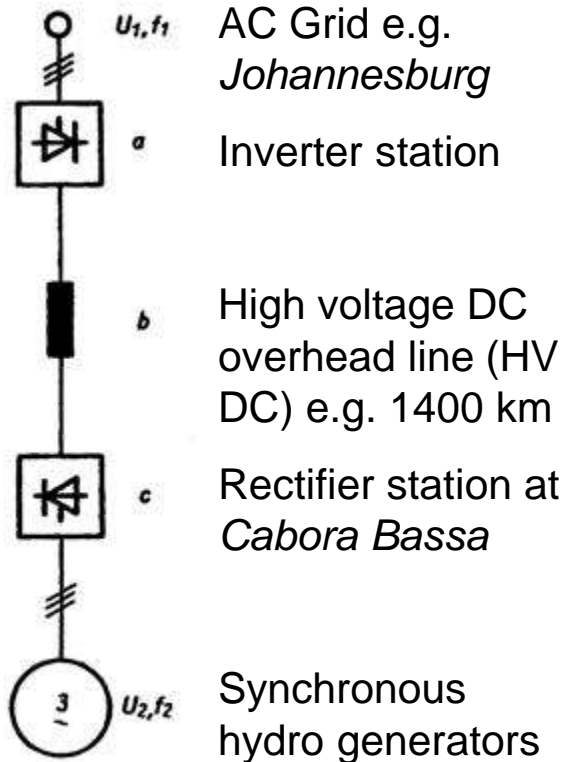 U1,f1 AC Grid e.g.
Johannesburg
a Inverter station
High voltage DC
b overhead line (HV
DC) e.g. 1400 km
c Rectifier station at
Cabora Bassa
3
~
U2,f2 Synchronous
hydro generators